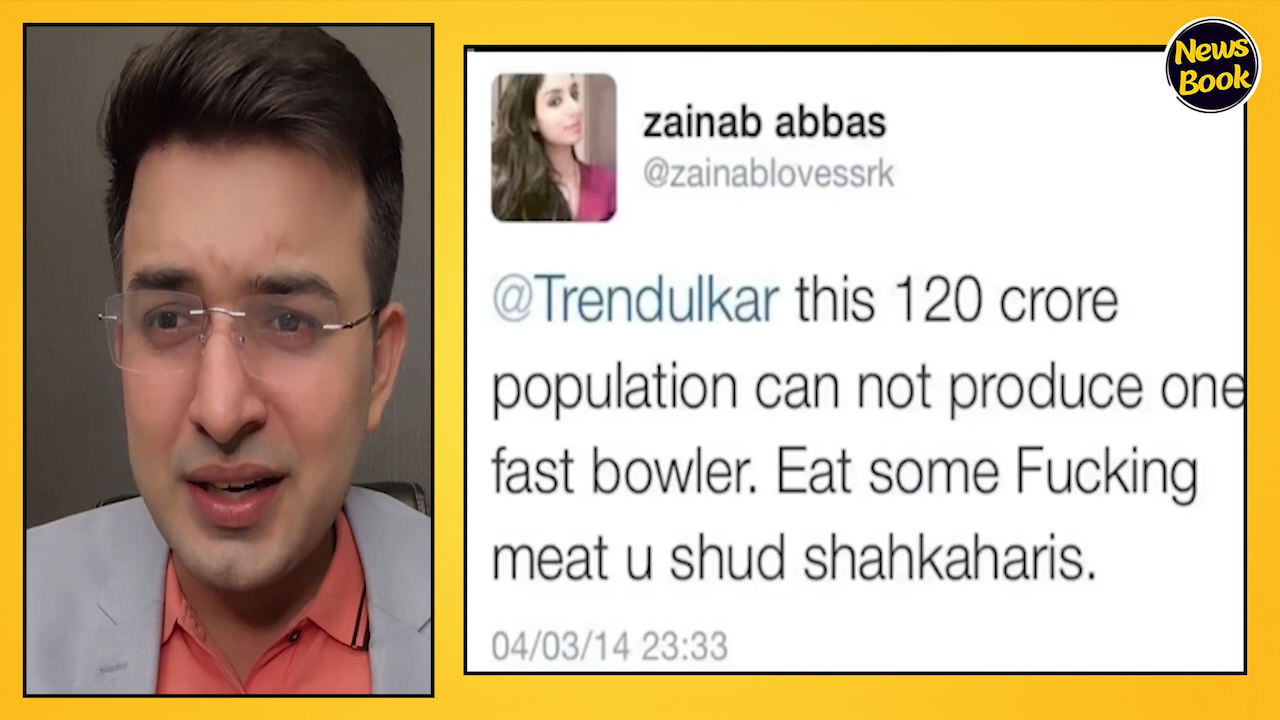 News
Book
zainab abbas
@zainablovessrk
@Trendulkar this 120 crore
population can not produce one
fast bowler. Eat some Fucking
meat u shud shahkaharis.
04/03/14 23:33